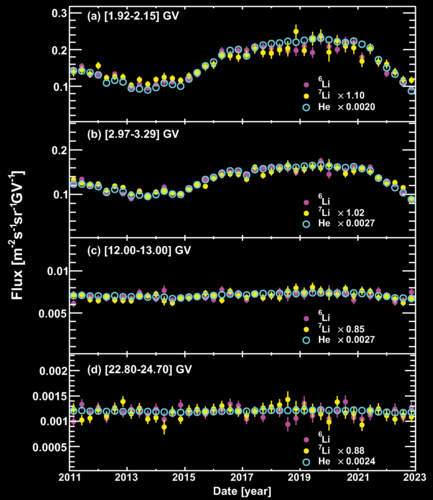 (a) [1.92-2.15] GV
0.3
0.2
0.1
⁶Li
⁷Li × 1.10
He × 0.0020
(b) [2.97-3.29] GV
0.2
0.1
⁶Li
⁷Li × 1.02
He × 0.0027
Flux [m⁻²s⁻¹sr⁻¹GV⁻¹]
(c) [12.00-13.00] GV
0.01
0.005
⁶Li
⁷Li × 0.85
He × 0.0027
(d) [22.80-24.70] GV
0.002
0.0015
0.001
0.0005
⁶Li
⁷Li × 0.88
He × 0.0024
2011 2013 2015 2017 2019 2021 2023
Date [year]